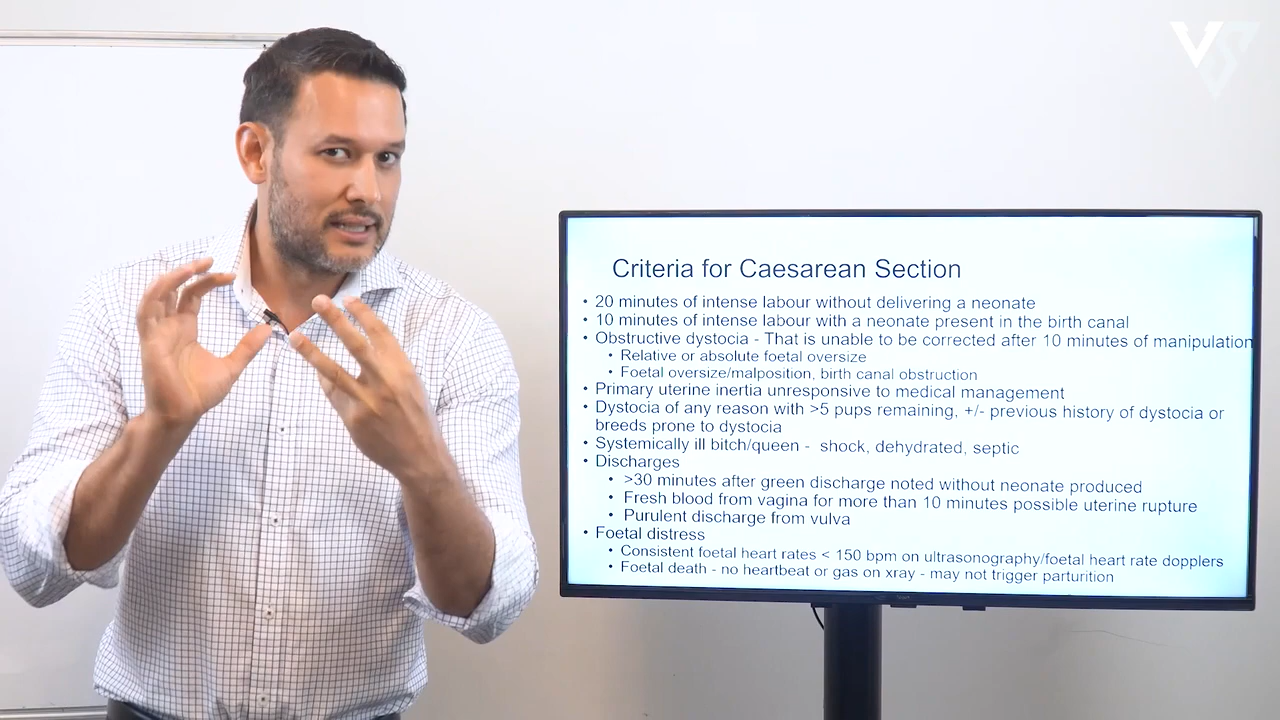 VS
Criteria for Caesarean Section
• 20 minutes of intense labour without delivering a neonate
• 10 minutes of intense labour with a neonate present in the birth canal
• Obstructive dystocia - That is unable to be corrected after 10 minutes of manipulation
• Relative or absolute foetal oversize
• Foetal oversize/malposition, birth canal obstruction
• Primary uterine inertia unresponsive to medical management
• Dystocia of any reason with >5 pups remaining, +/- previous history of dystocia or
breeds prone to dystocia
• Systemically ill bitch/queen - shock, dehydrated, septic
• Discharges
• >30 minutes after green discharge noted without neonate produced
• Fresh blood from vagina for more than 10 minutes possible uterine rupture
• Purulent discharge from vulva
• Foetal distress
• Consistent foetal heart rates < 150 bpm on ultrasonography/foetal heart rate dopplers
• Foetal death - no heartbeat or gas on xray - may not trigger parturition